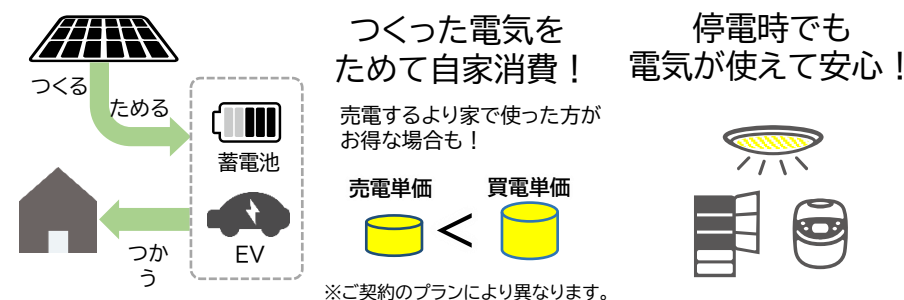 つくる
ためる
蓄電池
EV
つか
う
つくった電気を
ためて自家消費！
売電するより家で使った方が
お得な場合も！
売電単価
買電単価
＜
※ご契約のプランにより異なります。
停電時でも
電気が使えて安心！